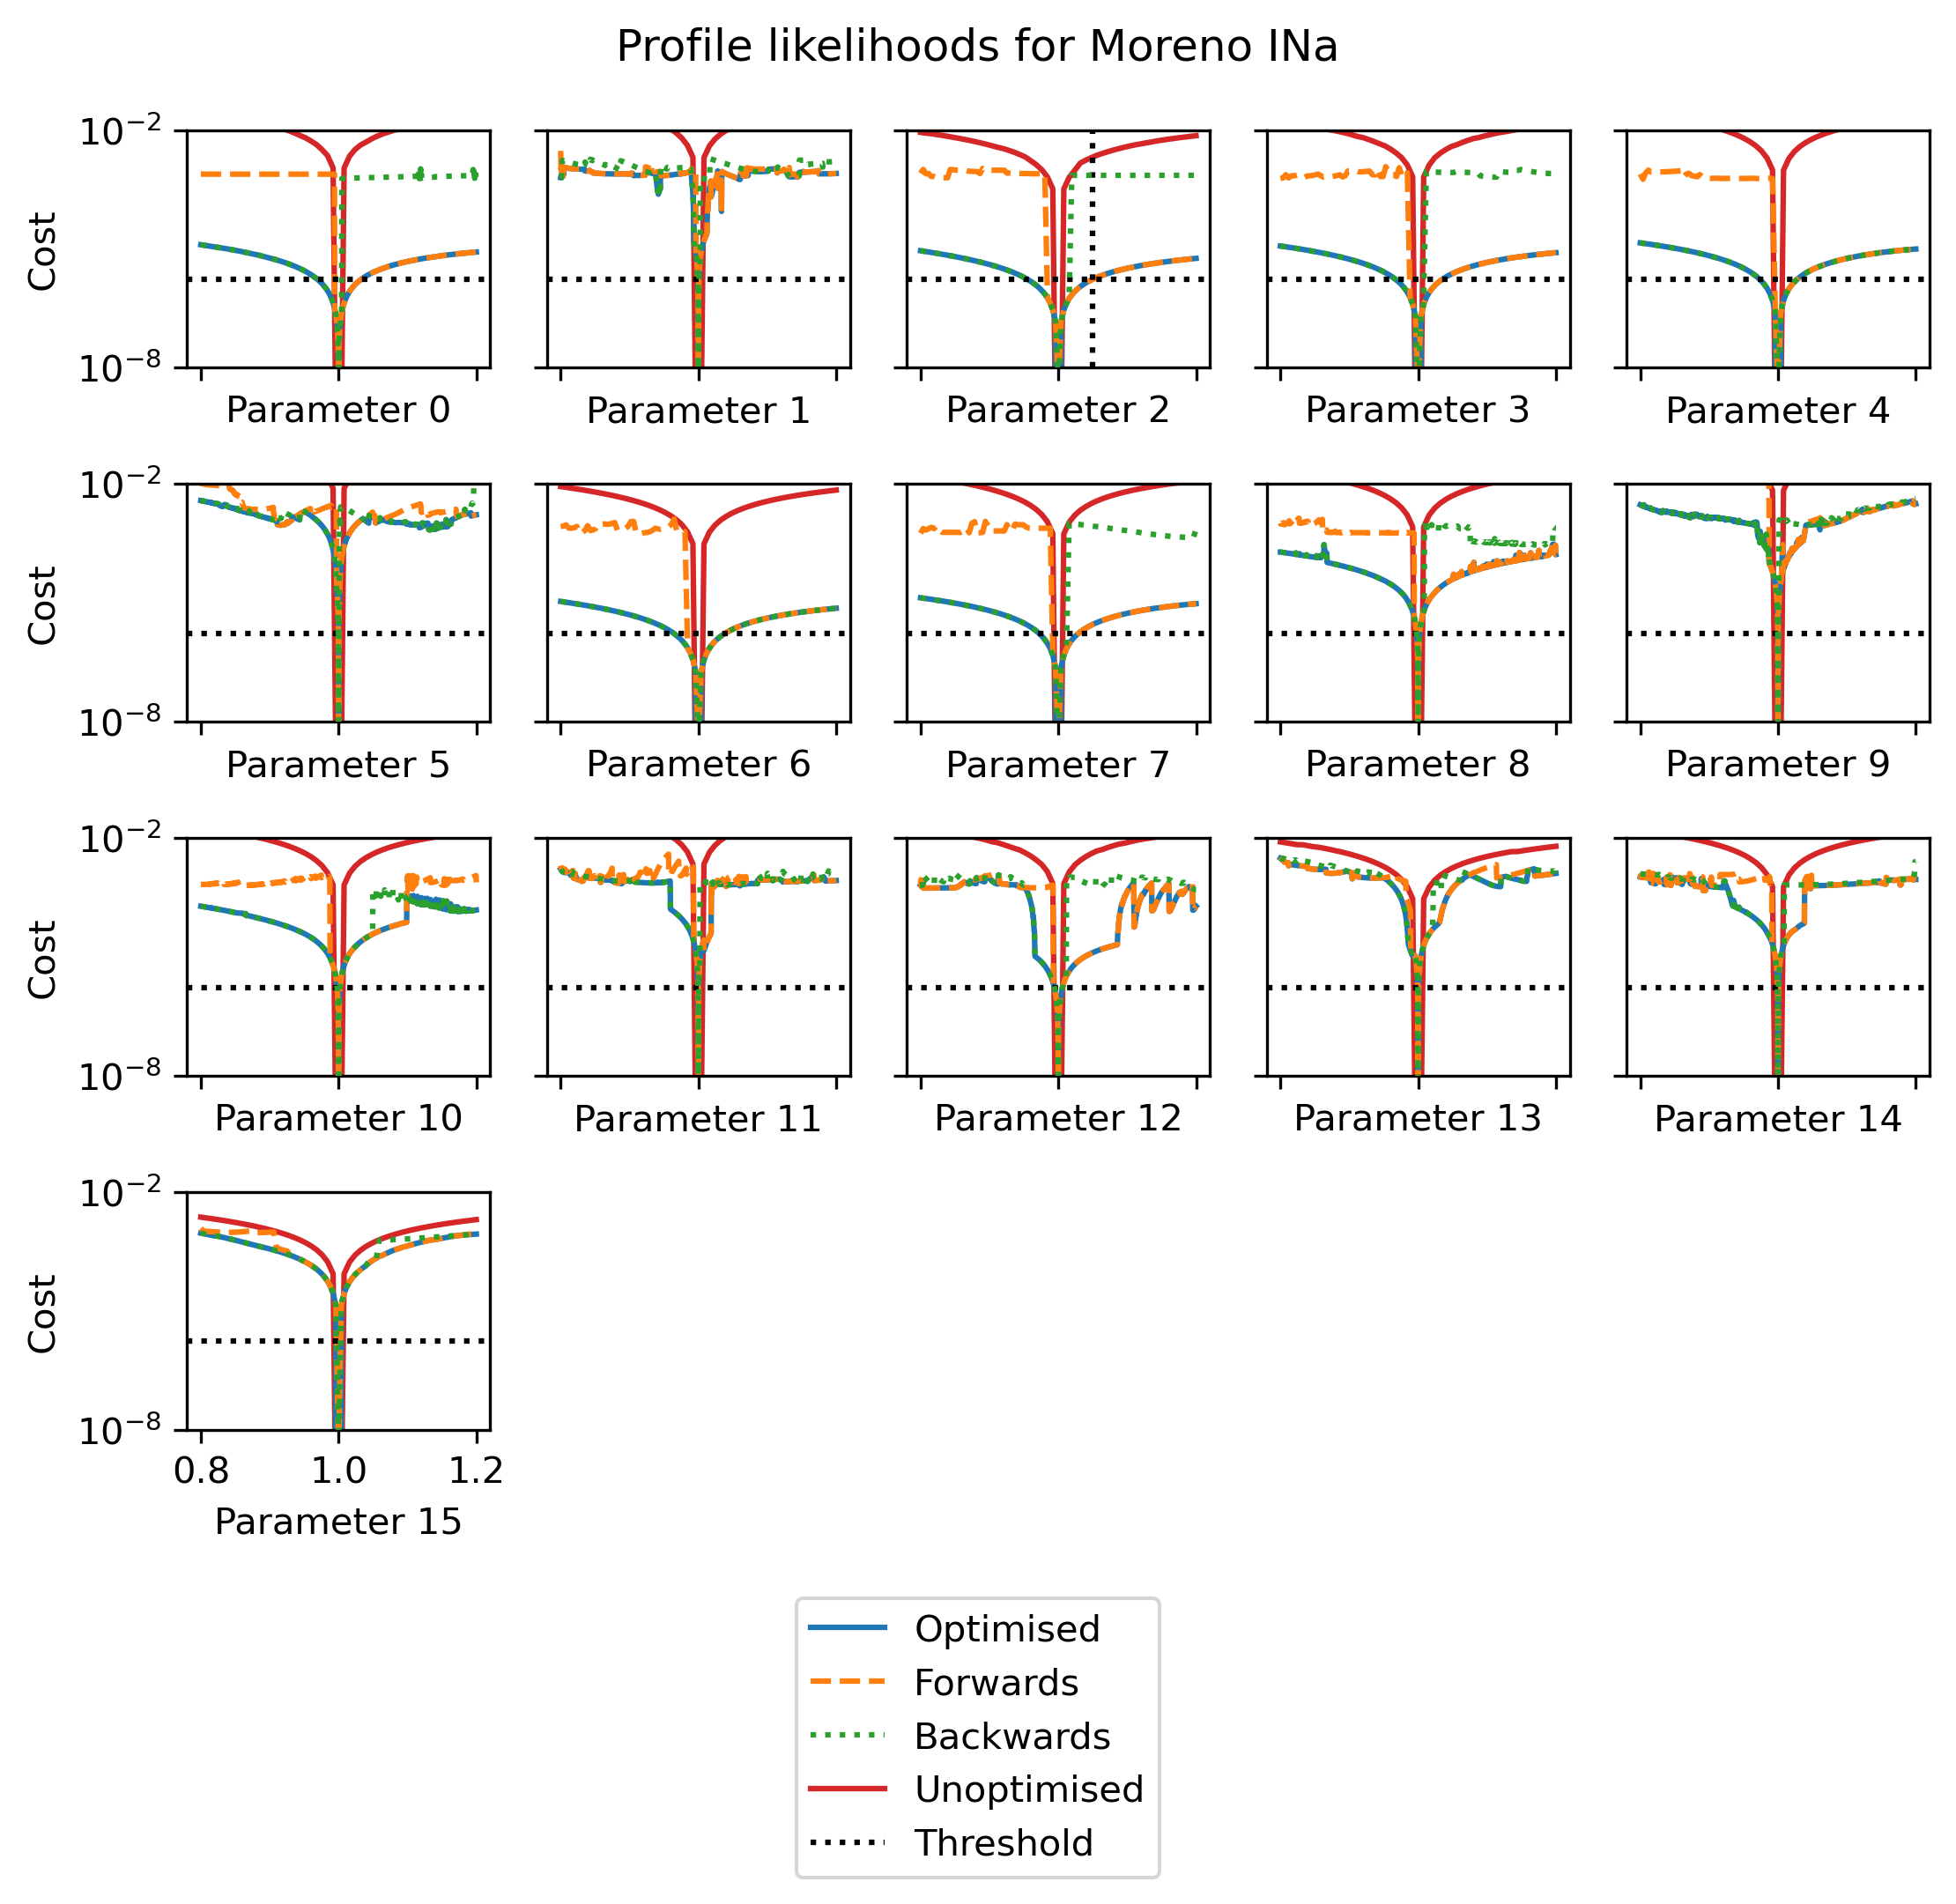 Profile likelihoods for Moreno INa
10⁻²
Cost
10⁻⁸
Parameter 0
Parameter 1
Parameter 2
Parameter 3
Parameter 4
10⁻²
Cost
10⁻⁸
Parameter 5
Parameter 6
Parameter 7
Parameter 8
Parameter 9
10⁻²
Cost
10⁻⁸
Parameter 10
Parameter 11
Parameter 12
Parameter 13
Parameter 14
10⁻²
Cost
10⁻⁸
0.8 1.0 1.2
Parameter 15
Optimised
Forwards
Backwards
Unoptimised
Threshold